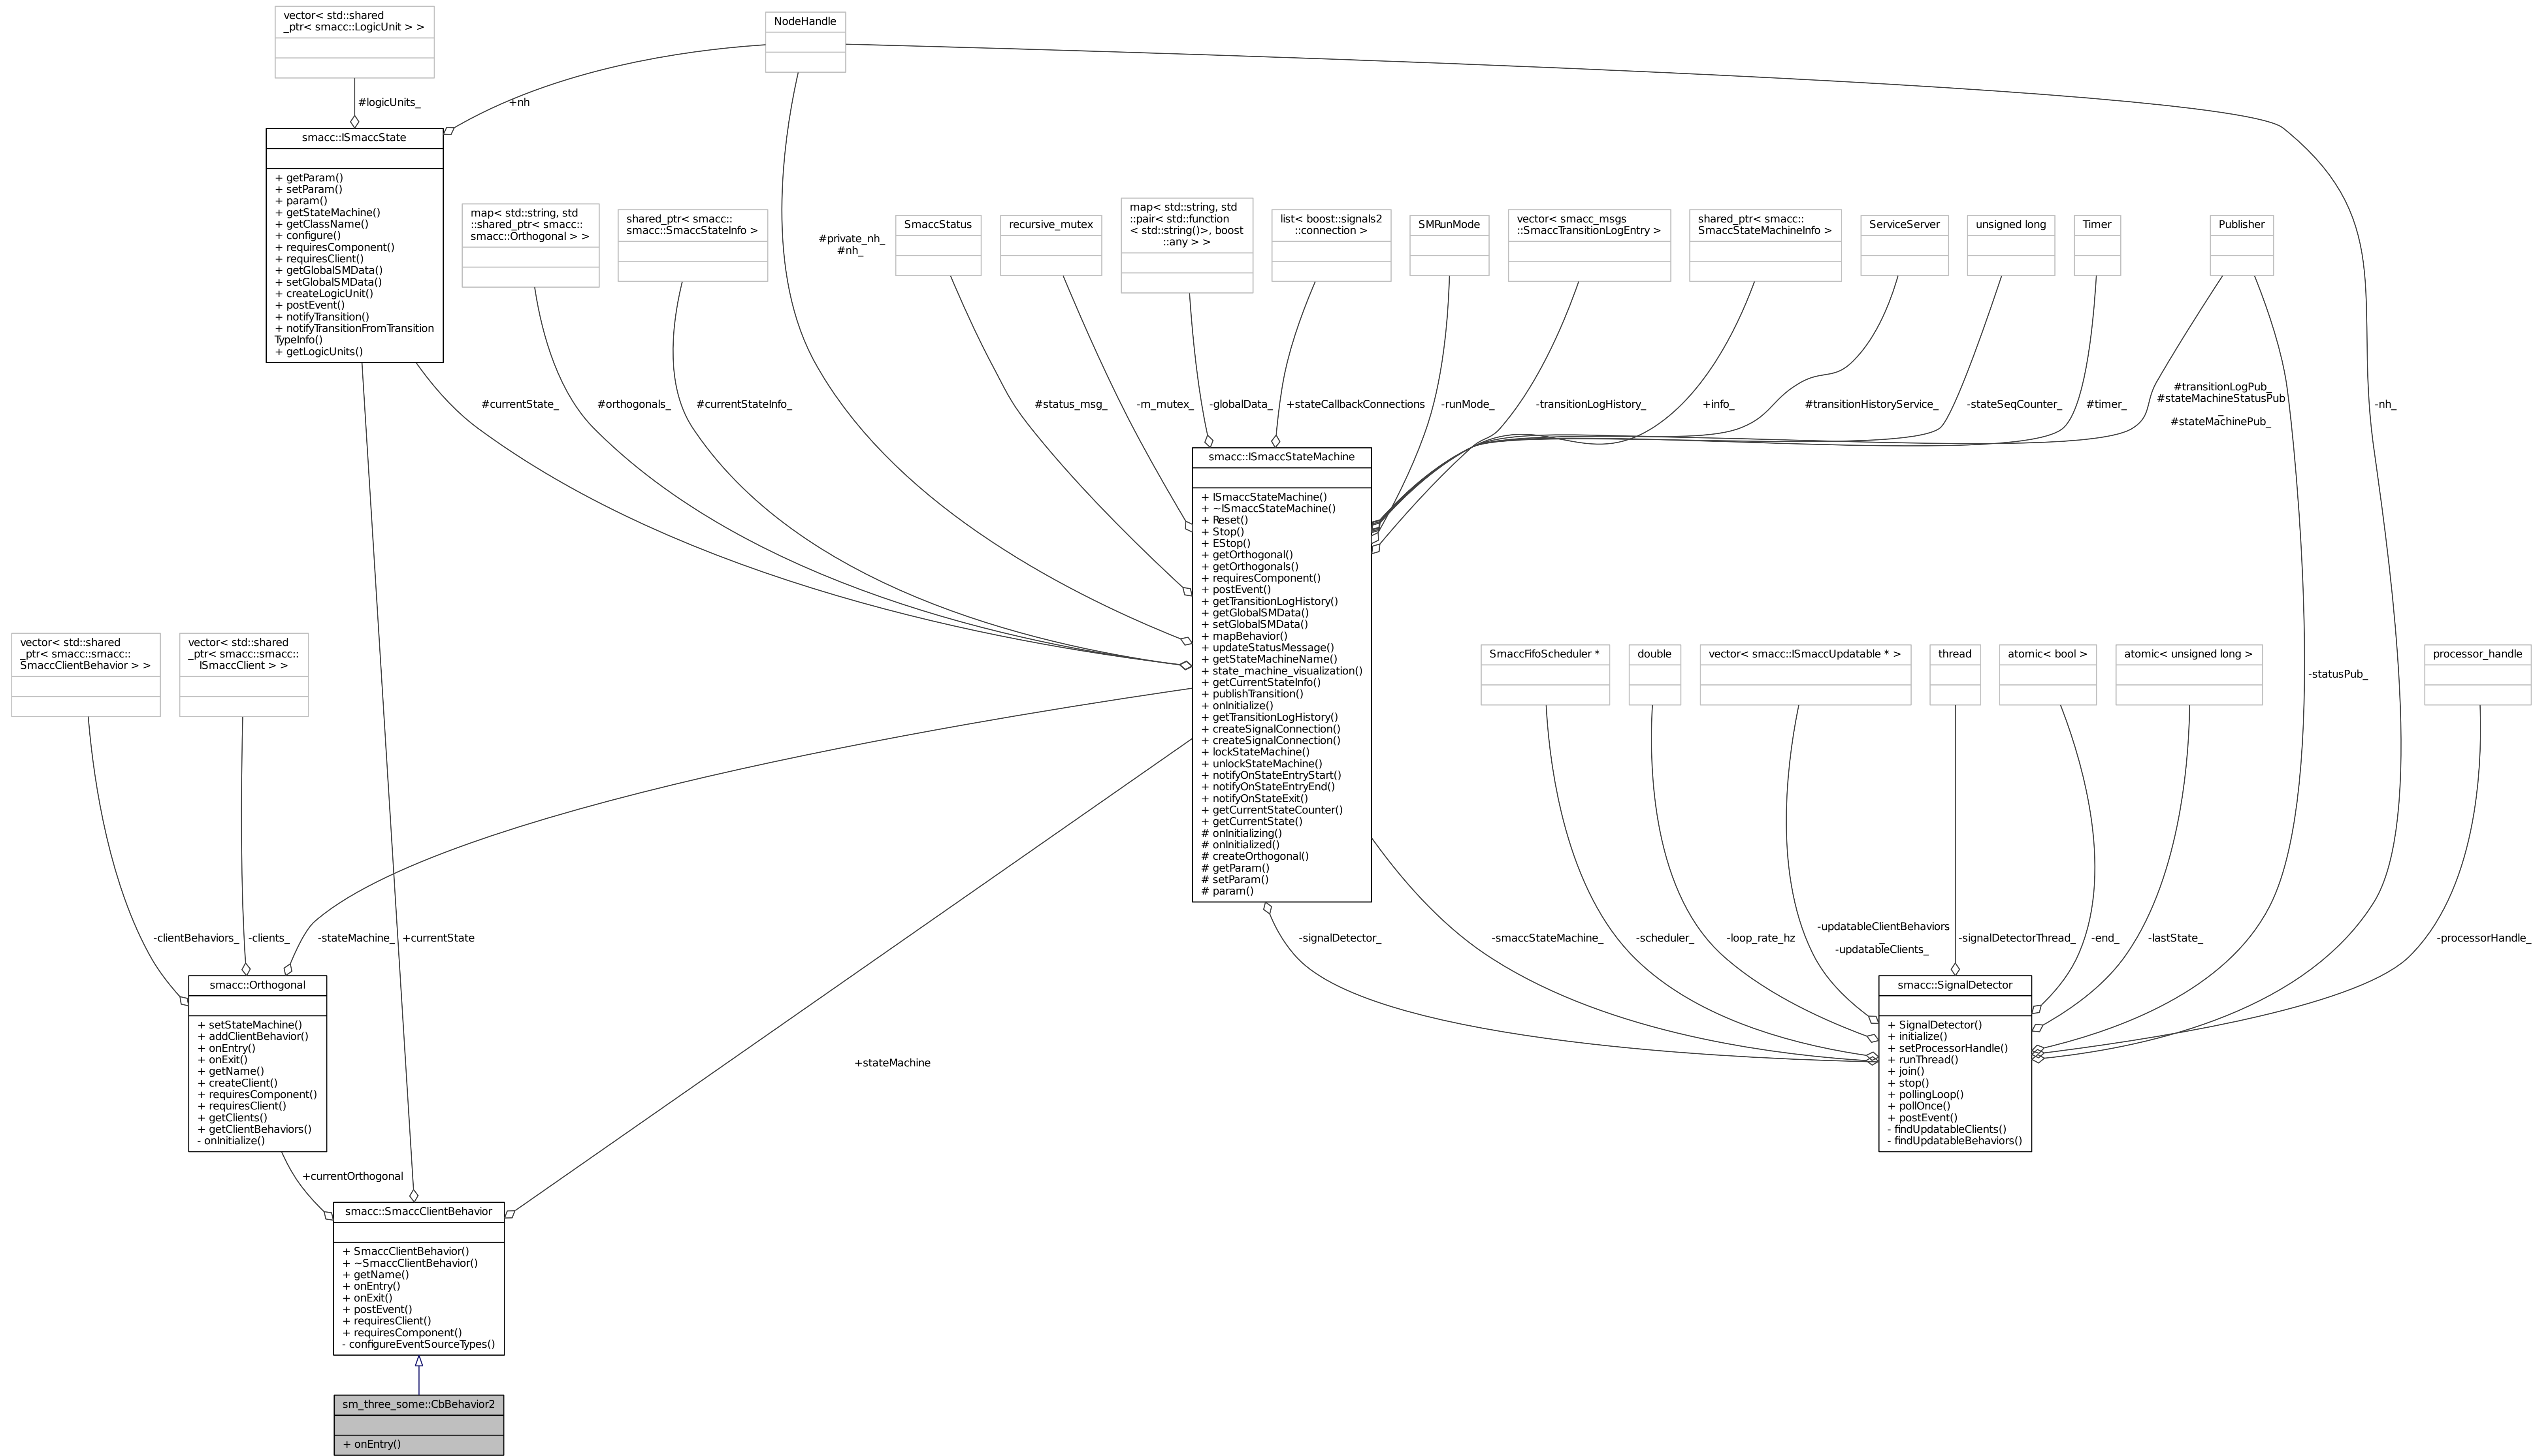 vector< std::shared
_ptr< smacc::LogicUnit > >
NodeHandle
#logicUnits_
+nh
smacc::ISmaccState
+ getParam()
+ setParam()
+ param()
+ getStateMachine()
+ getClassName()
+ configure()
+ requiresComponent()
+ requiresClient()
+ getGlobalSMData()
+ setGlobalSMData()
+ createLogicUnit()
+ postEvent()
+ notifyTransition()
+ notifyTransitionFromTransition
TypeInfo()
+ getLogicUnits()
map< std::string, std
::shared_ptr< smacc::
smacc::Orthogonal > >
shared_ptr< smacc::
smacc::SmaccStateInfo >
#private_nh_
#nh_
SmaccStatus
recursive_mutex
map< std::string, std
::pair< std::function
< std::string()>, boost
::any > >
list< boost::signals2
::connection >
SMRunMode
vector< smacc_msgs
::SmaccTransitionLogEntry >
shared_ptr< smacc::
SmaccStateMachineInfo >
ServiceServer
unsigned long
Timer
Publisher
#currentState_
#orthogonals_
#currentStateInfo_
#status_msg_
-m_mutex_
-globalData_
+stateCallbackConnections
-runMode_
-transitionLogHistory_
+info_
#transitionHistoryService_
-stateSeqCounter_
#timer_
#transitionLogPub_
#stateMachineStatusPub
_
#stateMachinePub_
-nh_
smacc::ISmaccStateMachine
+ ISmaccStateMachine()
+ ~ISmaccStateMachine()
+ Reset()
+ Stop()
+ EStop()
+ getOrthogonal()
+ getOrthogonals()
+ requiresComponent()
+ postEvent()
+ getTransitionLogHistory()
+ getGlobalSMData()
+ setGlobalSMData()
+ mapBehavior()
+ updateStatusMessage()
+ getStateMachineName()
+ state_machine_visualization()
+ getCurrentStateInfo()
+ publishTransition()
+ onInitialize()
+ getTransitionLogHistory()
+ createSignalConnection()
+ createSignalConnection()
+ lockStateMachine()
+ unlockStateMachine()
+ notifyOnStateEntryStart()
+ notifyOnStateEntryEnd()
+ notifyOnStateExit()
+ getCurrentStateCounter()
+ getCurrentState()
# onInitializing()
# onInitialized()
# createOrthogonal()
# getParam()
# setParam()
# param()
vector< std::shared
_ptr< smacc::smacc::
SmaccClientBehavior > >
vector< std::shared
_ptr< smacc::smacc::
ISmaccClient > >
SmaccFifoScheduler *
double
vector< smacc::ISmaccUpdatable * >
thread
atomic< bool >
atomic< unsigned long >
-statusPub_
processor_handle
-clientBehaviors_
-clients_
-stateMachine_
+currentState
-signalDetector_
-smaccStateMachine_
-scheduler_
-loop_rate_hz
-updatableClientBehaviors
_
-updatableClients_
-signalDetectorThread_
-end_
-lastState_
-processorHandle_
smacc::Orthogonal
+ setStateMachine()
+ addClientBehavior()
+ onEntry()
+ onExit()
+ getName()
+ createClient()
+ requiresComponent()
+ requiresClient()
+ getClients()
+ getClientBehaviors()
- onInitialize()
smacc::SignalDetector
+ SignalDetector()
+ initialize()
+ setProcessorHandle()
+ runThread()
+ join()
+ stop()
+ pollingLoop()
+ pollOnce()
+ postEvent()
- findUpdatableClients()
- findUpdatableBehaviors()
+stateMachine
+currentOrthogonal
smacc::SmaccClientBehavior
+ SmaccClientBehavior()
+ ~SmaccClientBehavior()
+ getName()
+ onEntry()
+ onExit()
+ postEvent()
+ requiresClient()
+ requiresComponent()
- configureEventSourceTypes()
sm_three_some::CbBehavior2
+ onEntry()